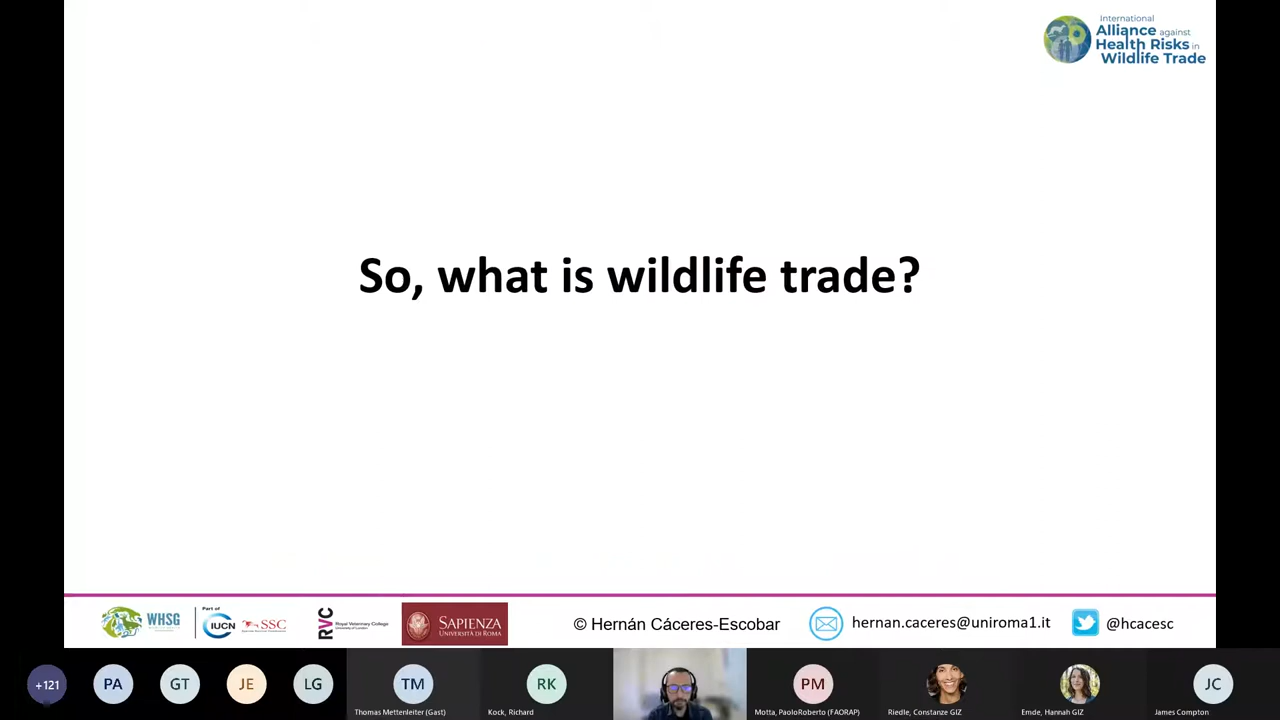 International
Alliance against
Health Risks in
Wildlife Trade
So, what is wildlife trade?
WHSG
Part of
IUCN
SSC
RVC
Royal Veterinary College
University of London
SAPIENZA
UNIVERSITÀ DI ROMA
© Hernán Cáceres-Escobar
hernan.caceres@uniroma1.it
@hcacesc
+121
PA
GT
JE
LG
TM
Thomas Mettenleiter (Gast)
RK
Kock, Richard
PM
Motta, PaoloRoberto (FAORAP)
Riedle, Constanze GIZ
Emde, Hannah GIZ
JC
James Compton